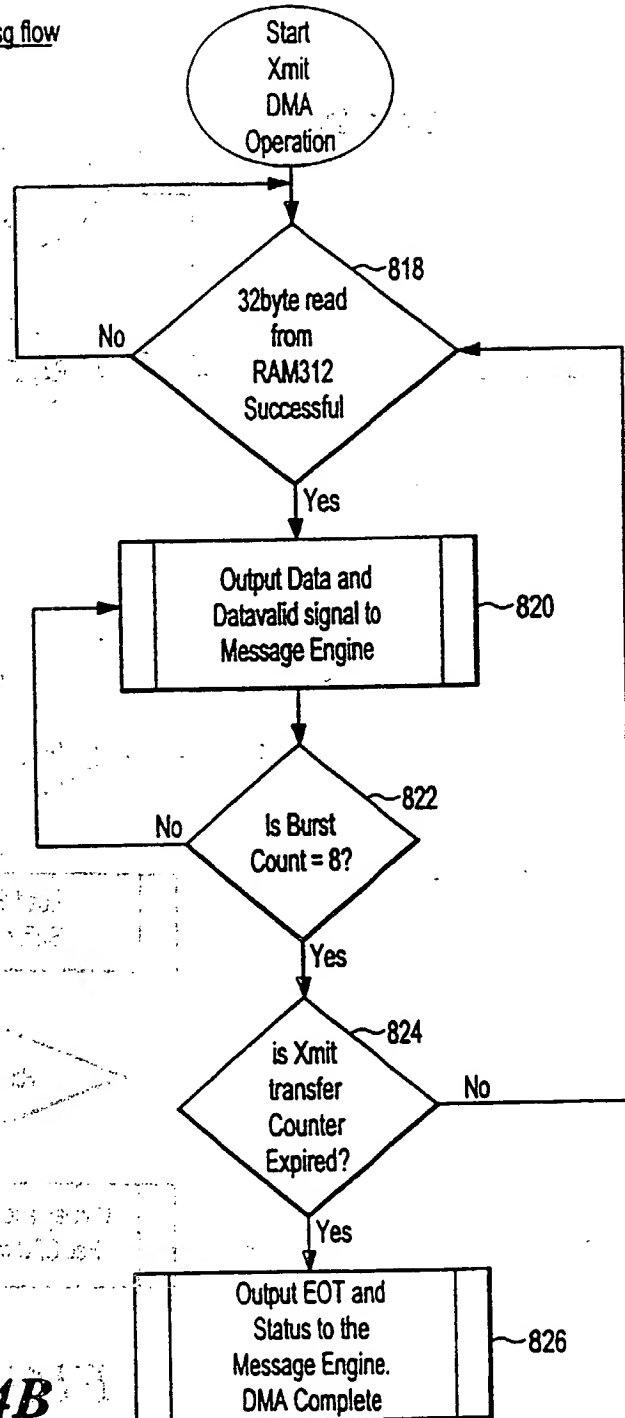 sg flow
Start
Xmit
DMA
Operation
818
32byte read
from
RAM312
Successful
No
Yes
Output Data and
Datavalid signal to
Message Engine
820
822
Is Burst
Count = 8?
No
Yes
824
is Xmit
transfer
Counter
Expired?
No
Yes
Output EOT and
Status to the
Message Engine.
DMA Complete
826
4B